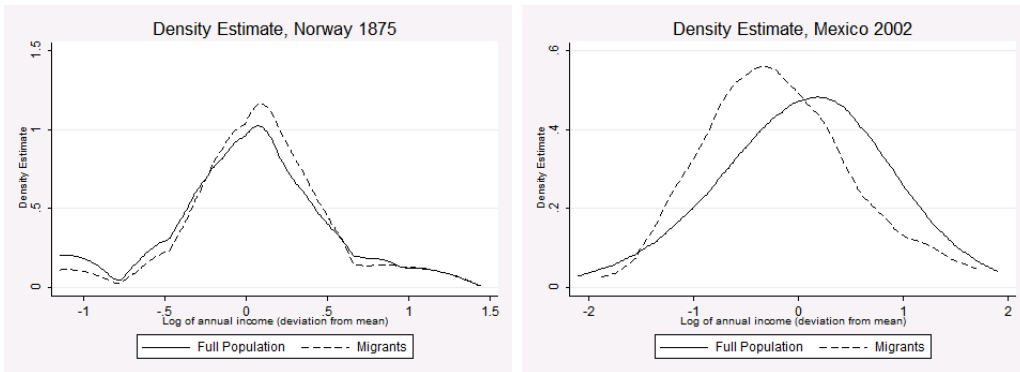 Density Estimate, Norway 1875
Density Estimate
1.5
1
.5
0
-1
-.5
0
.5
1
1.5
Log of annual income (deviation from mean)
Full Population
Migrants
Density Estimate, Mexico 2002
Density Estimate
.6
.4
.2
0
-2
-1
0
1
2
Log of annual income (deviation from mean)
Full Population
Migrants